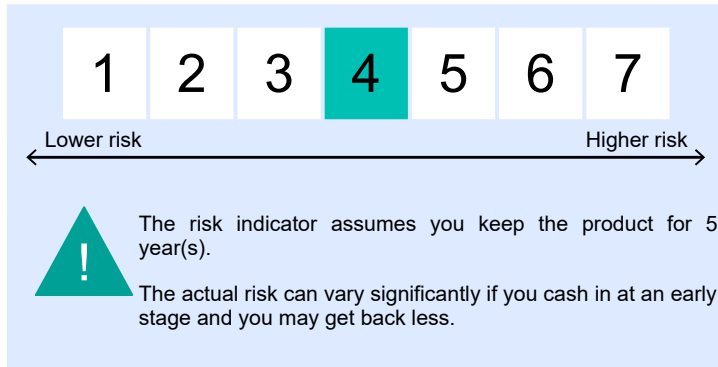 1 2 3 4 5 6 7
Lower risk Higher risk
The risk indicator assumes you keep the product for 5
year(s).
!
The actual risk can vary significantly if you cash in at an early
stage and you may get back less.